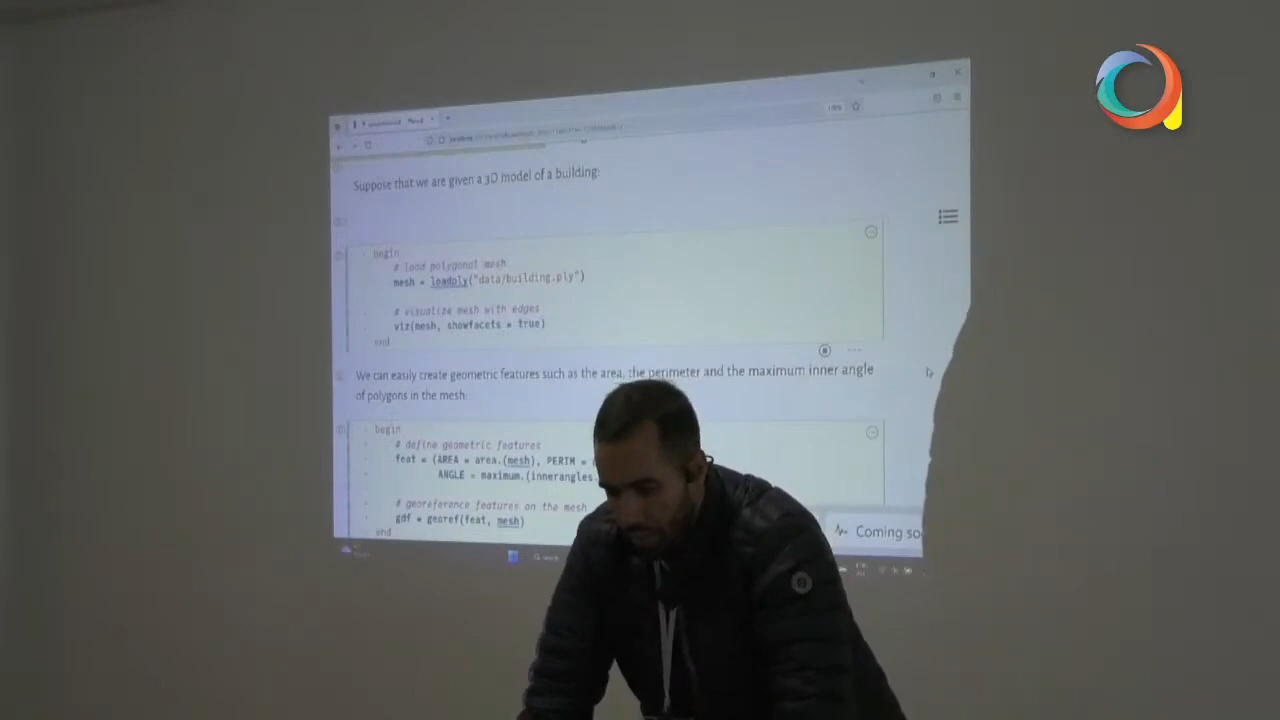 Suppose that we are given a 3D model of a building:
begin
# load polygonal mesh
mesh = loadply("data/building.ply")
# visualize mesh with edges
viz(mesh, showfacets = true)
end
We can easily create geometric features such as the area, the perimeter and the maximum inner angle
of polygons in the mesh:
begin
# define geometric features
feat = (AREA = area.(mesh), PERIM =
ANGLE = maximum.(innerangles.
# georeference features on the mesh
gdf = georef(feat, mesh)
end
Coming so